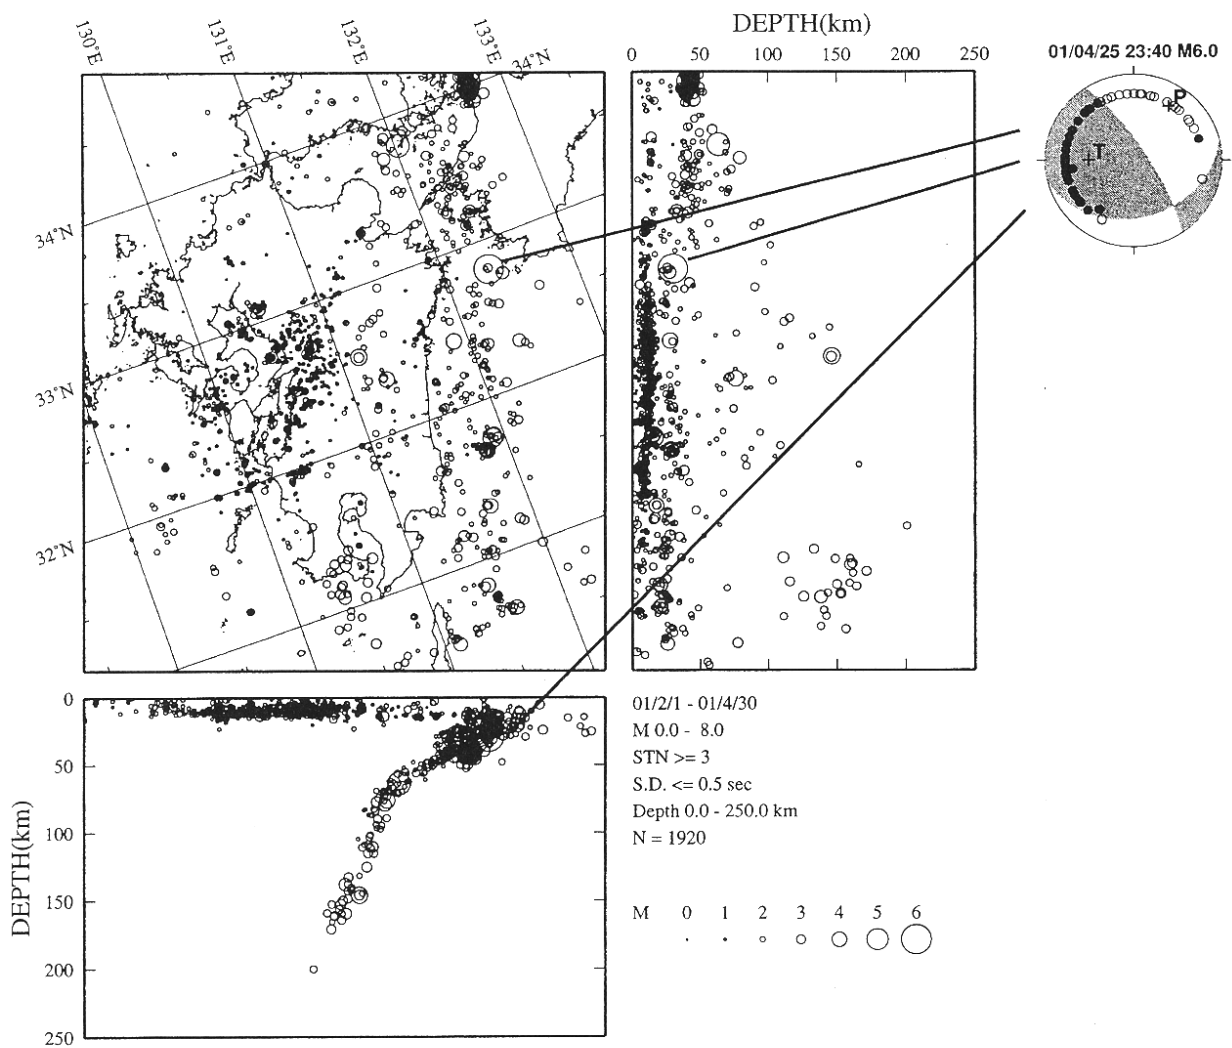 DEPTH(km)
130°E
131°E
132°E
133°E
34°N
0
50
100
150
200
250
01/04/25 23:40 M6.0
P
T
34°N
33°N
32°N
DEPTH(km)
0
50
100
150
200
250
01/2/1 - 01/4/30
M 0.0 - 8.0
STN >= 3
S.D. <= 0.5 sec
Depth 0.0 - 250.0 km
N = 1920
M 0 1 2 3 4 5 6